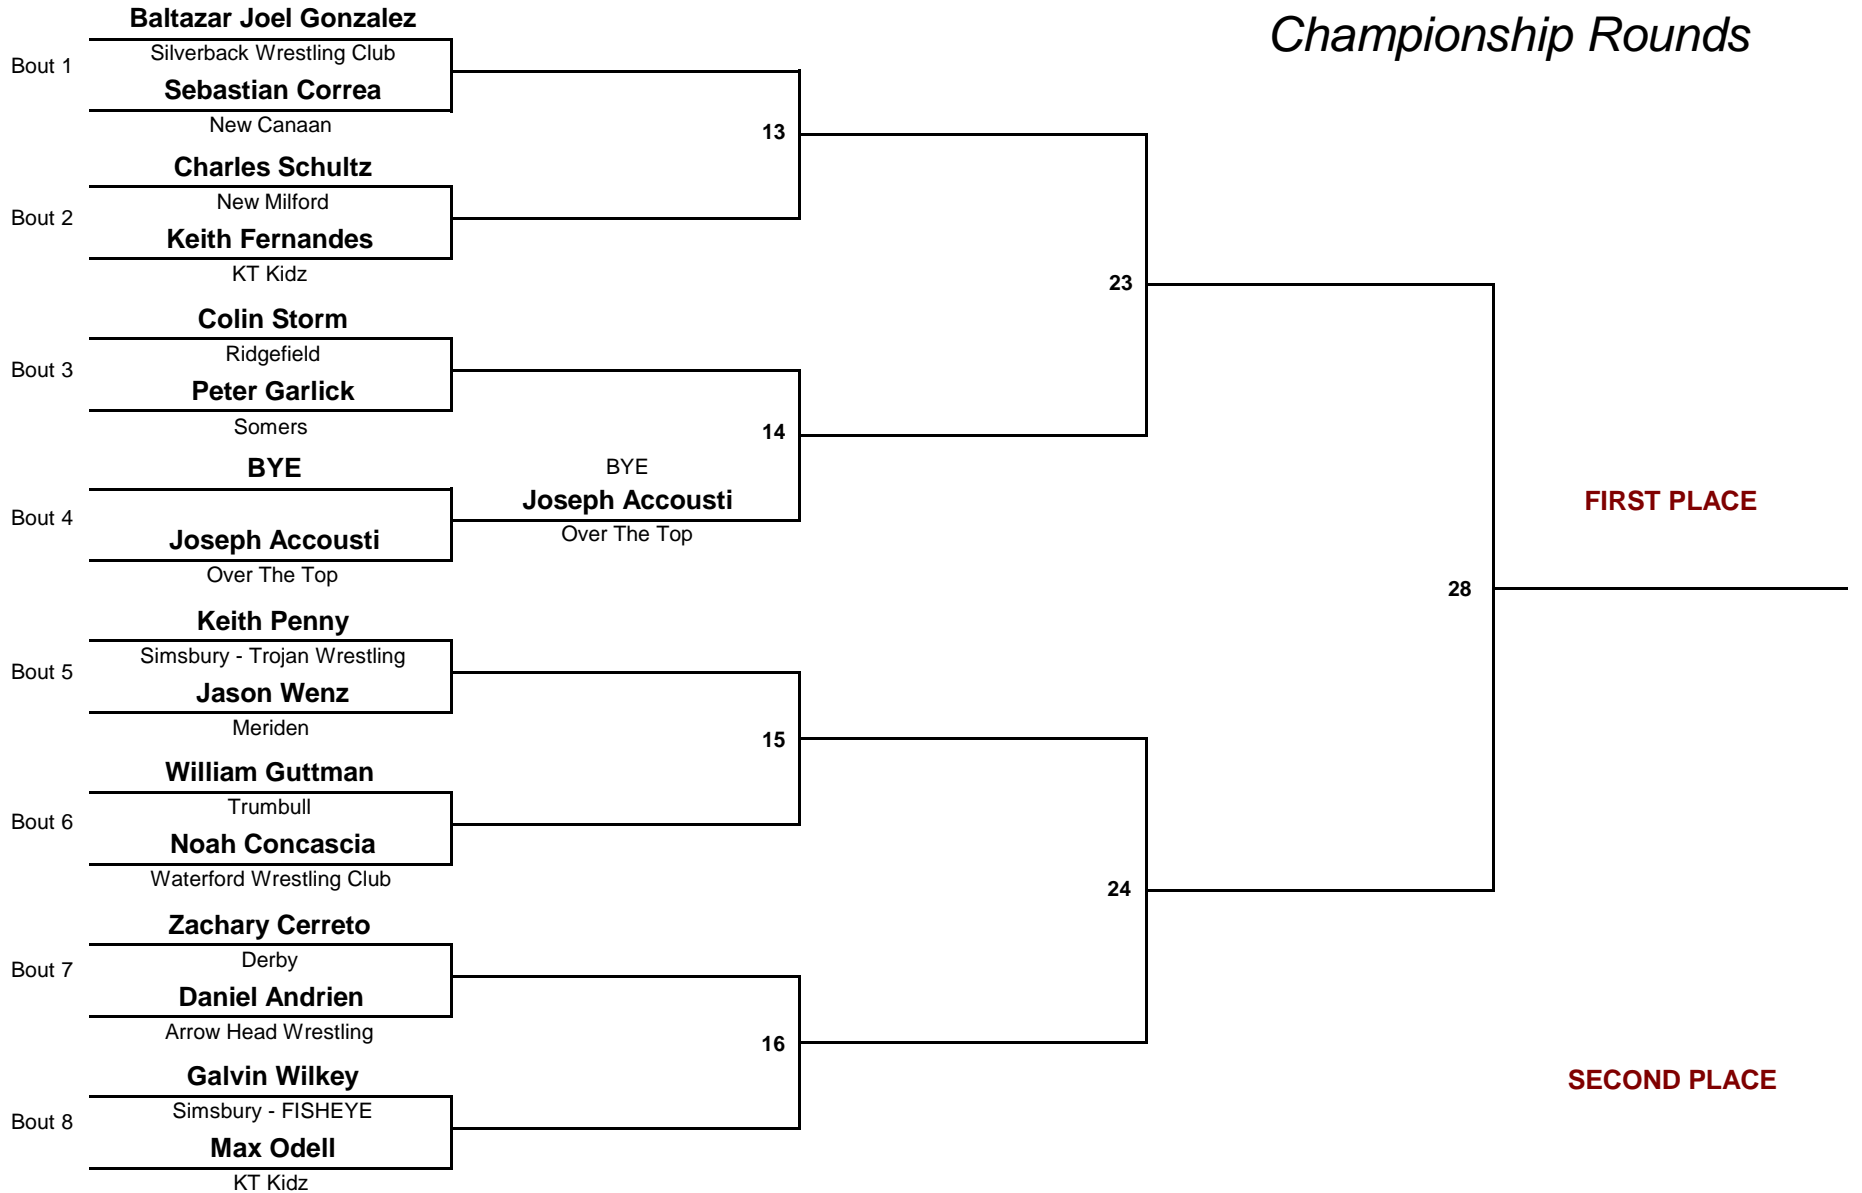 Championship Rounds
Baltazar Joel Gonzalez
Bout 1
Silverback Wrestling Club
Sebastian Correa
New Canaan
13
Charles Schultz
Bout 2
New Milford
Keith Fernandes
KT Kidz
23
Colin Storm
Bout 3
Ridgefield
Peter Garlick
Somers
14
BYE
BYE
Joseph Accousti
Over The Top
Bout 4
Joseph Accousti
Over The Top
FIRST PLACE
28
Keith Penny
Bout 5
Simsbury - Trojan Wrestling
Jason Wenz
Meriden
15
William Guttman
Bout 6
Trumbull
Noah Concascia
Waterford Wrestling Club
24
Zachary Cerreto
Bout 7
Derby
Daniel Andrien
Arrow Head Wrestling
16
Galvin Wilkey
Bout 8
Simsbury - FISHEYE
Max Odell
KT Kidz
SECOND PLACE